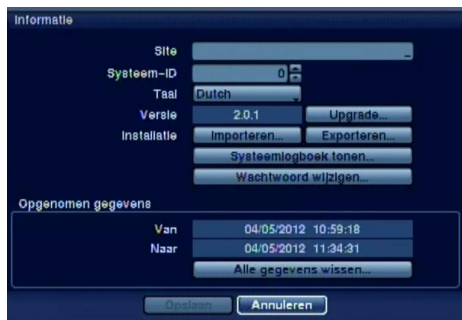 Informatie
Site
Systeem-ID 0
Taal Dutch
Versie 2.0.1 Upgrade...
Installatie Importeren... Exporteren...
Systeemlogboek tonen...
Wachtwoord wijzigen...
Opgenomen gegevens
Van 04/05/2012 10:59:18
Naar 04/05/2012 11:34:31
Alle gegevens wissen...
Opslaan Annuleren